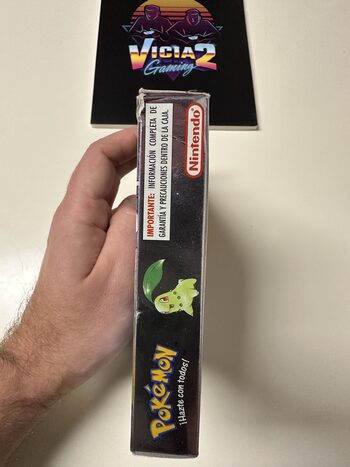 VICIA2
Gaming
IMPORTANTE: INFORMACIÓN COMPLETA DE
GARANTÍA Y PRECAUCIONES DENTRO DE LA CAJA.
Nintendo
POKÉMON
¡Hazte con todos!